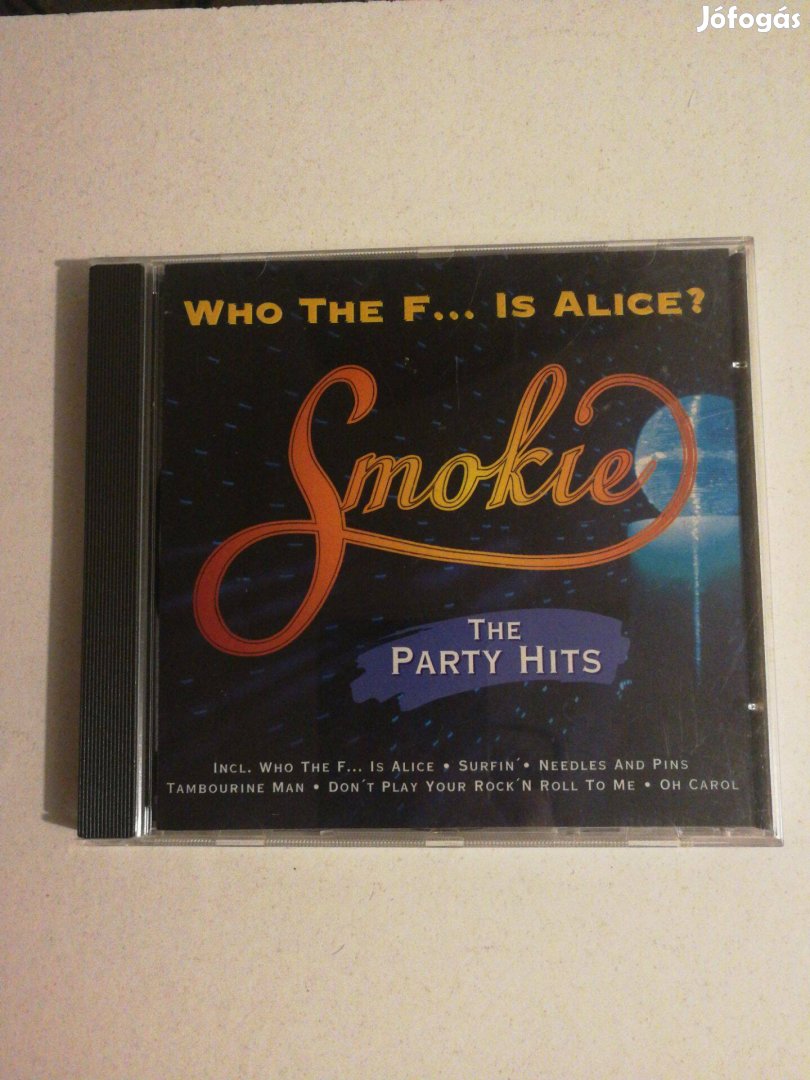 Jófogás
WHO THE F... IS ALICE?
Smokie
THE
PARTY HITS
INCL. WHO THE F... IS ALICE • SURFIN´• NEEDLES AND PINS
TAMBOURINE MAN • DON´T PLAY YOUR ROCK´N ROLL TO ME • OH CAROL